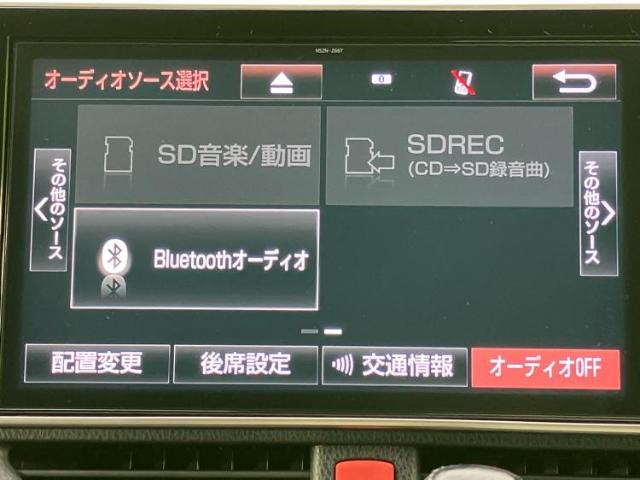 NSZN-Z66T
オーディオソース選択
0
その他のソース
SD音楽/動画
SDREC
(CD⇒SD録音曲)
その他のソース
Bluetoothオーディオ
配置変更
後席設定
交通情報
オーディオOFF